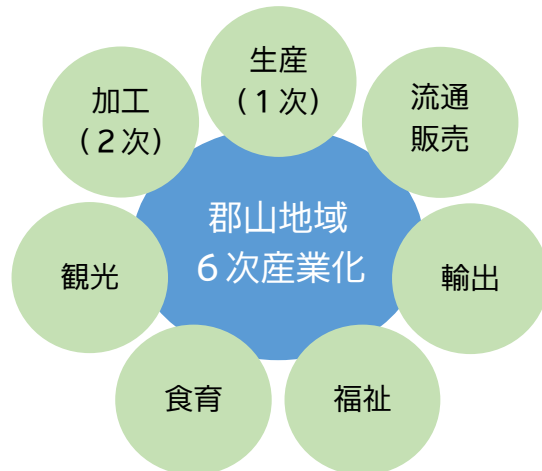 生産
（１次）
加工
（２次）
流通
販売
郡山地域
６次産業化
観光
輸出
食育
福祉